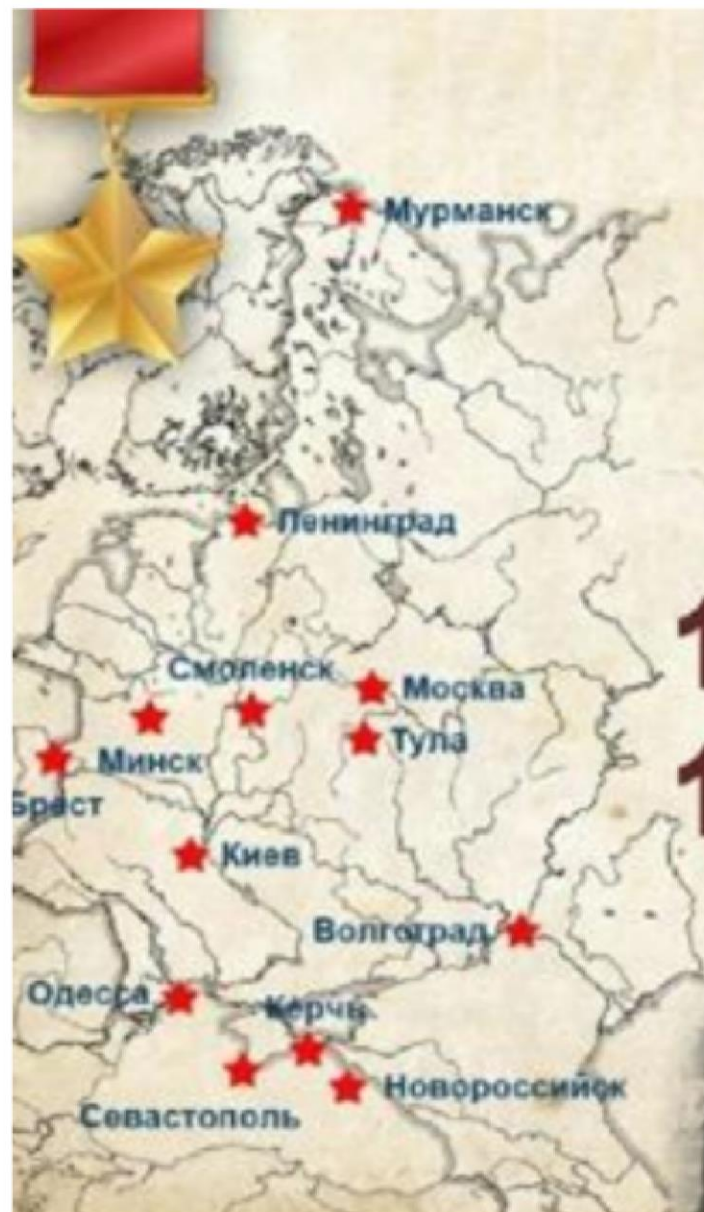 Мурманск
Ленинград
Смоленск
Москва
Тула
Минск
Брест
Киев
Волгоград
Одесса
Керчь
Новороссийск
Севастополь